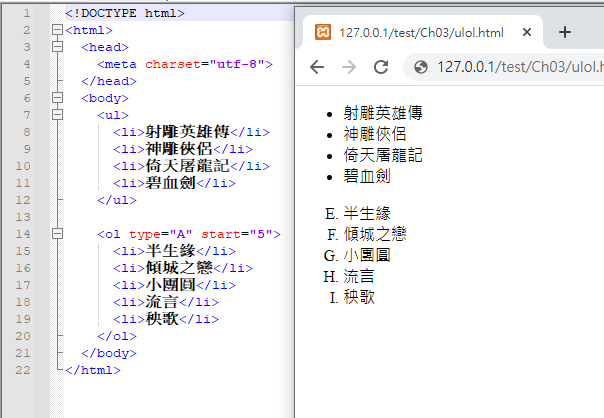 1 <!DOCTYPE html>
2 <html>
3 <head>
4 <meta charset="utf-8">
5 </head>
6 <body>
7 <ul>
8 <li>射雕英雄傳</li>
9 <li>神雕俠侶</li>
10 <li>倚天屠龍記</li>
11 <li>碧血劍</li>
12 </ul>
13
14 <ol type="A" start="5">
15 <li>半生緣</li>
16 <li>傾城之戀</li>
17 <li>小團圓</li>
18 <li>流言</li>
19 <li>秧歌</li>
20 </ol>
21 </body>
22 </html>
127.0.0.1/test/Ch03/ulol.html
127.0.0.1/test/Ch03/ulol.h
• 射雕英雄傳
• 神雕俠侶
• 倚天屠龍記
• 碧血劍
E. 半生緣
F. 傾城之戀
G. 小團圓
H. 流言
I. 秧歌